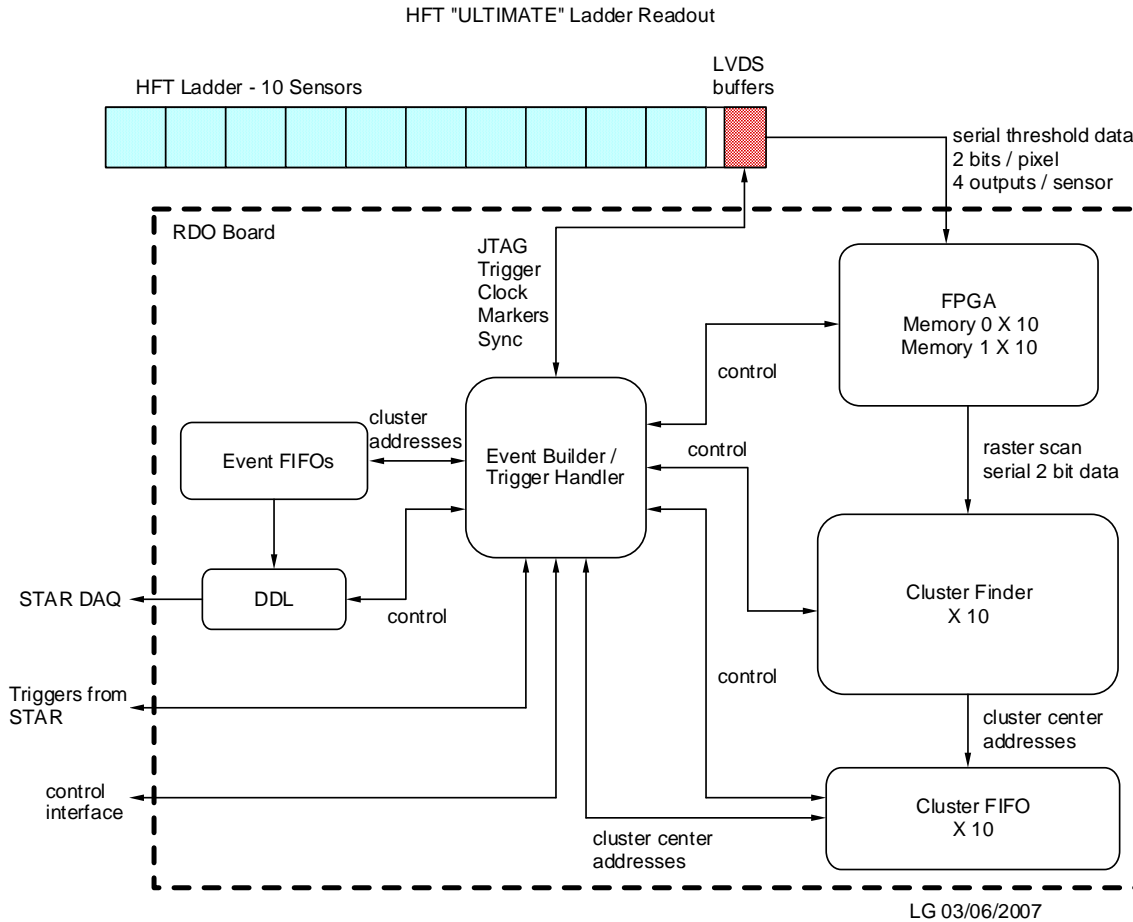 HFT "ULTIMATE" Ladder Readout
HFT Ladder - 10 Sensors
LVDS
buffers
serial threshold data
2 bits / pixel
4 outputs / sensor
RDO Board
JTAG
Trigger
Clock
Markers
Sync
FPGA
Memory 0 X 10
Memory 1 X 10
control
cluster
addresses
Event FIFOs
Event Builder /
Trigger Handler
control
raster scan
serial 2 bit data
STAR DAQ
DDL
control
Cluster Finder
X 10
control
Triggers from
STAR
cluster center
addresses
control
interface
Cluster FIFO
X 10
cluster center
addresses
LG 03/06/2007